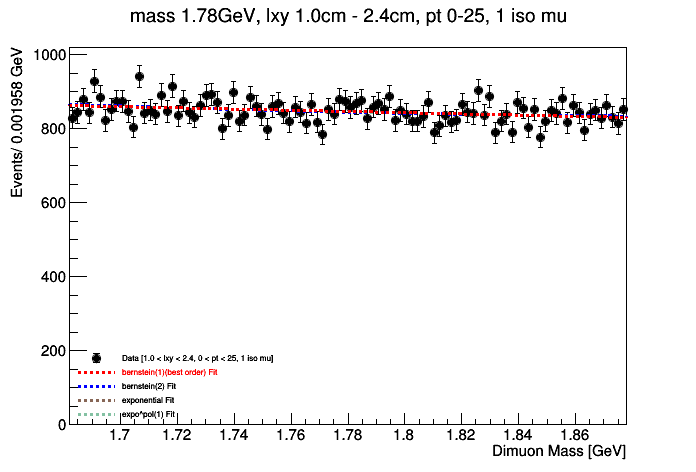 mass 1.78GeV, lxy 1.0cm - 2.4cm, pt 0-25, 1 iso mu
Events/ 0.001958 GeV
1000
800
600
400
200
0
Data [1.0 < lxy < 2.4, 0 < pt < 25, 1 iso mu]
bernstein(1)(best order) Fit
bernstein(2) Fit
exponential Fit
expo*pol(1) Fit
1.7 1.72 1.74 1.76 1.78 1.8 1.82 1.84 1.86
Dimuon Mass [GeV]